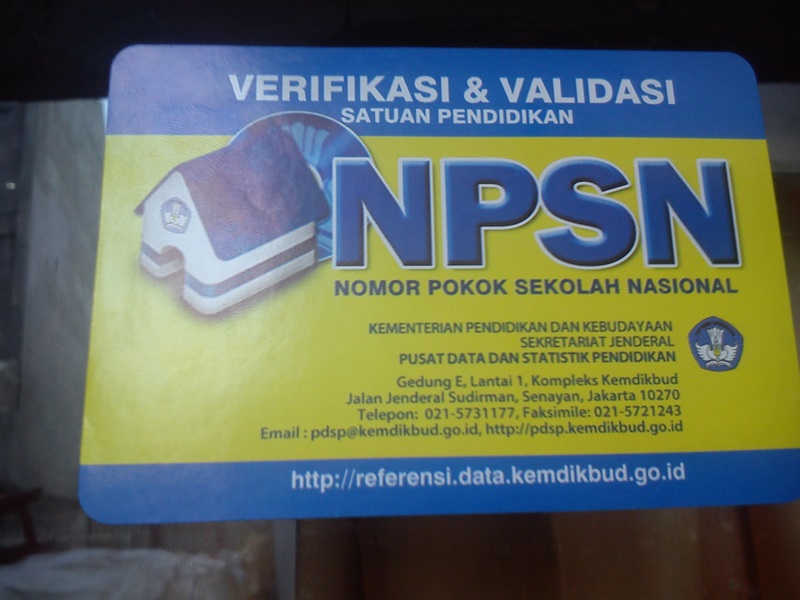 VERIFIKASI & VALIDASI
SATUAN PENDIDIKAN
NPSN
NOMOR POKOK SEKOLAH NASIONAL
KEMENTERIAN PENDIDIKAN DAN KEBUDAYAAN
SEKRETARIAT JENDERAL
PUSAT DATA DAN STATISTIK PENDIDIKAN
Gedung E, Lantai 1, Kompleks Kemdikbud
Jalan Jenderal Sudirman, Senayan, Jakarta 10270
Telepon: 021-5731177, Faksimile: 021-5721243
Email : pdsp@kemdikbud.go.id, http://pdsp.kemdikbud.go.id
http://referensi.data.kemdikbud.go.id